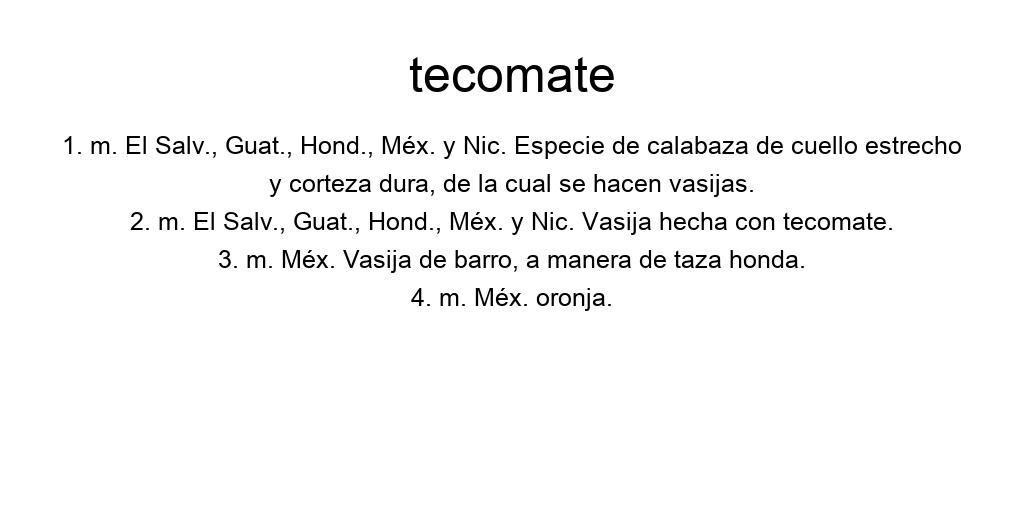 tecomate
1. m. El Salv., Guat., Hond., Méx. y Nic. Especie de calabaza de cuello estrecho
y corteza dura, de la cual se hacen vasijas.
2. m. El Salv., Guat., Hond., Méx. y Nic. Vasija hecha con tecomate.
3. m. Méx. Vasija de barro, a manera de taza honda.
4. m. Méx. oronja.